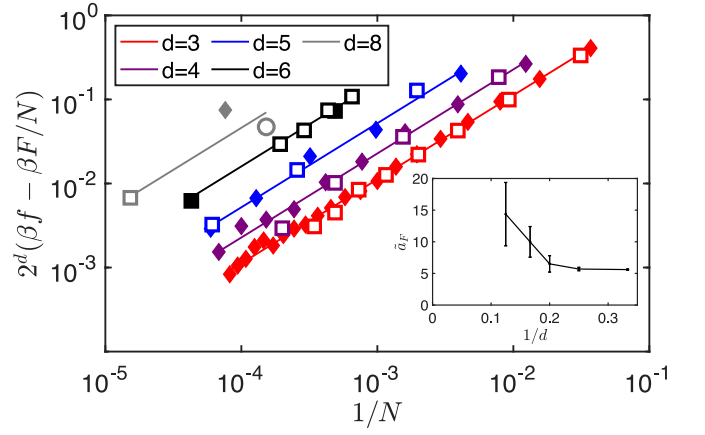 10^0
10^-1
10^-2
10^-3
2^d(βf − βF/N)
d=3 d=5 d=8
d=4 d=6
20
15
10
5
0
ã_F
0 0.1 0.2 0.3
1/d
10^-5 10^-4 10^-3 10^-2 10^-1
1/N